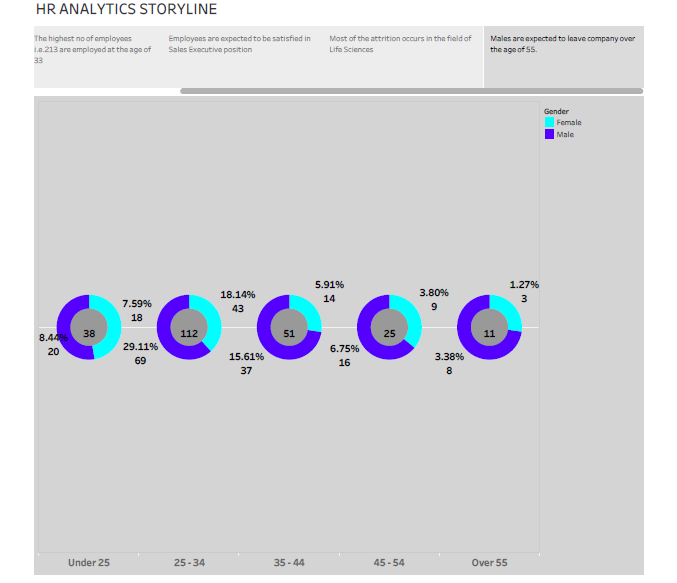 HR ANALYTICS STORYLINE
The highest no of employees
i.e.213 are employed at the age of
33
Employees are expected to be satisfied in
Sales Executive position
Most of the attrition occurs in the field of
Life Sciences
Males are expected to leave company over
the age of 55.
Gender
Female
Male
7.59%
18
8.44%
20
38
18.14%
43
29.11%
69
112
5.91%
14
15.61%
37
51
3.80%
9
6.75%
16
25
1.27%
3
3.38%
8
11
Under 25
25 - 34
35 - 44
45 - 54
Over 55